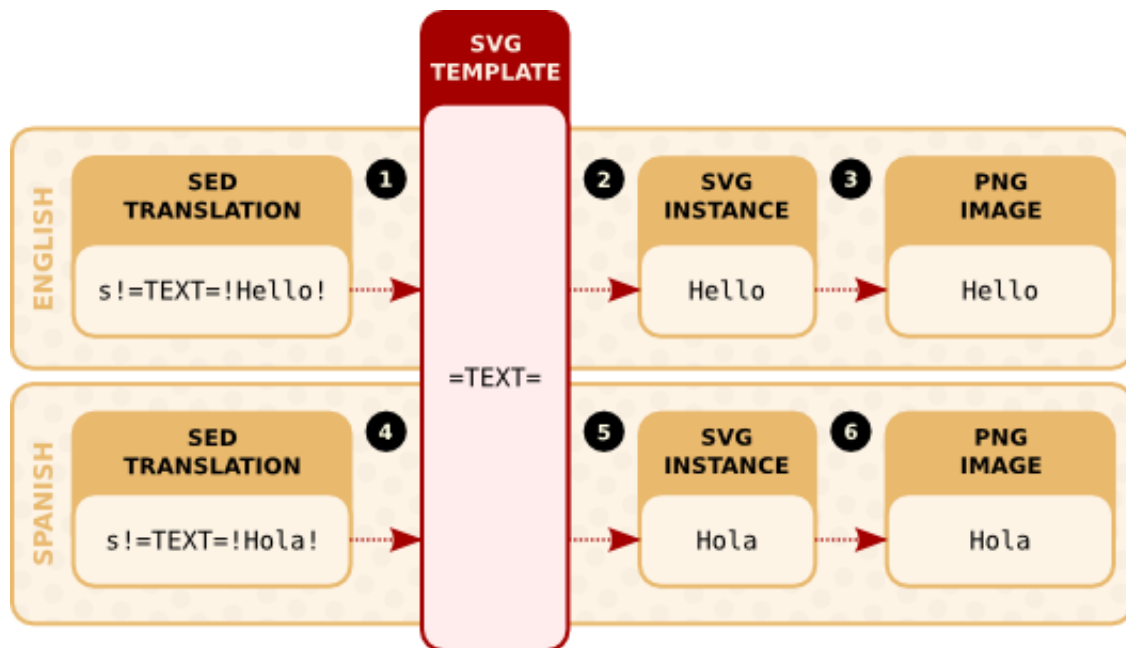 SVG
TEMPLATE
ENGLISH
SED
TRANSLATION
1
s!=TEXT=!Hello!
2
SVG
INSTANCE
Hello
3
PNG
IMAGE
Hello
=TEXT=
SPANISH
SED
TRANSLATION
4
s!=TEXT=!Hola!
5
SVG
INSTANCE
Hola
6
PNG
IMAGE
Hola